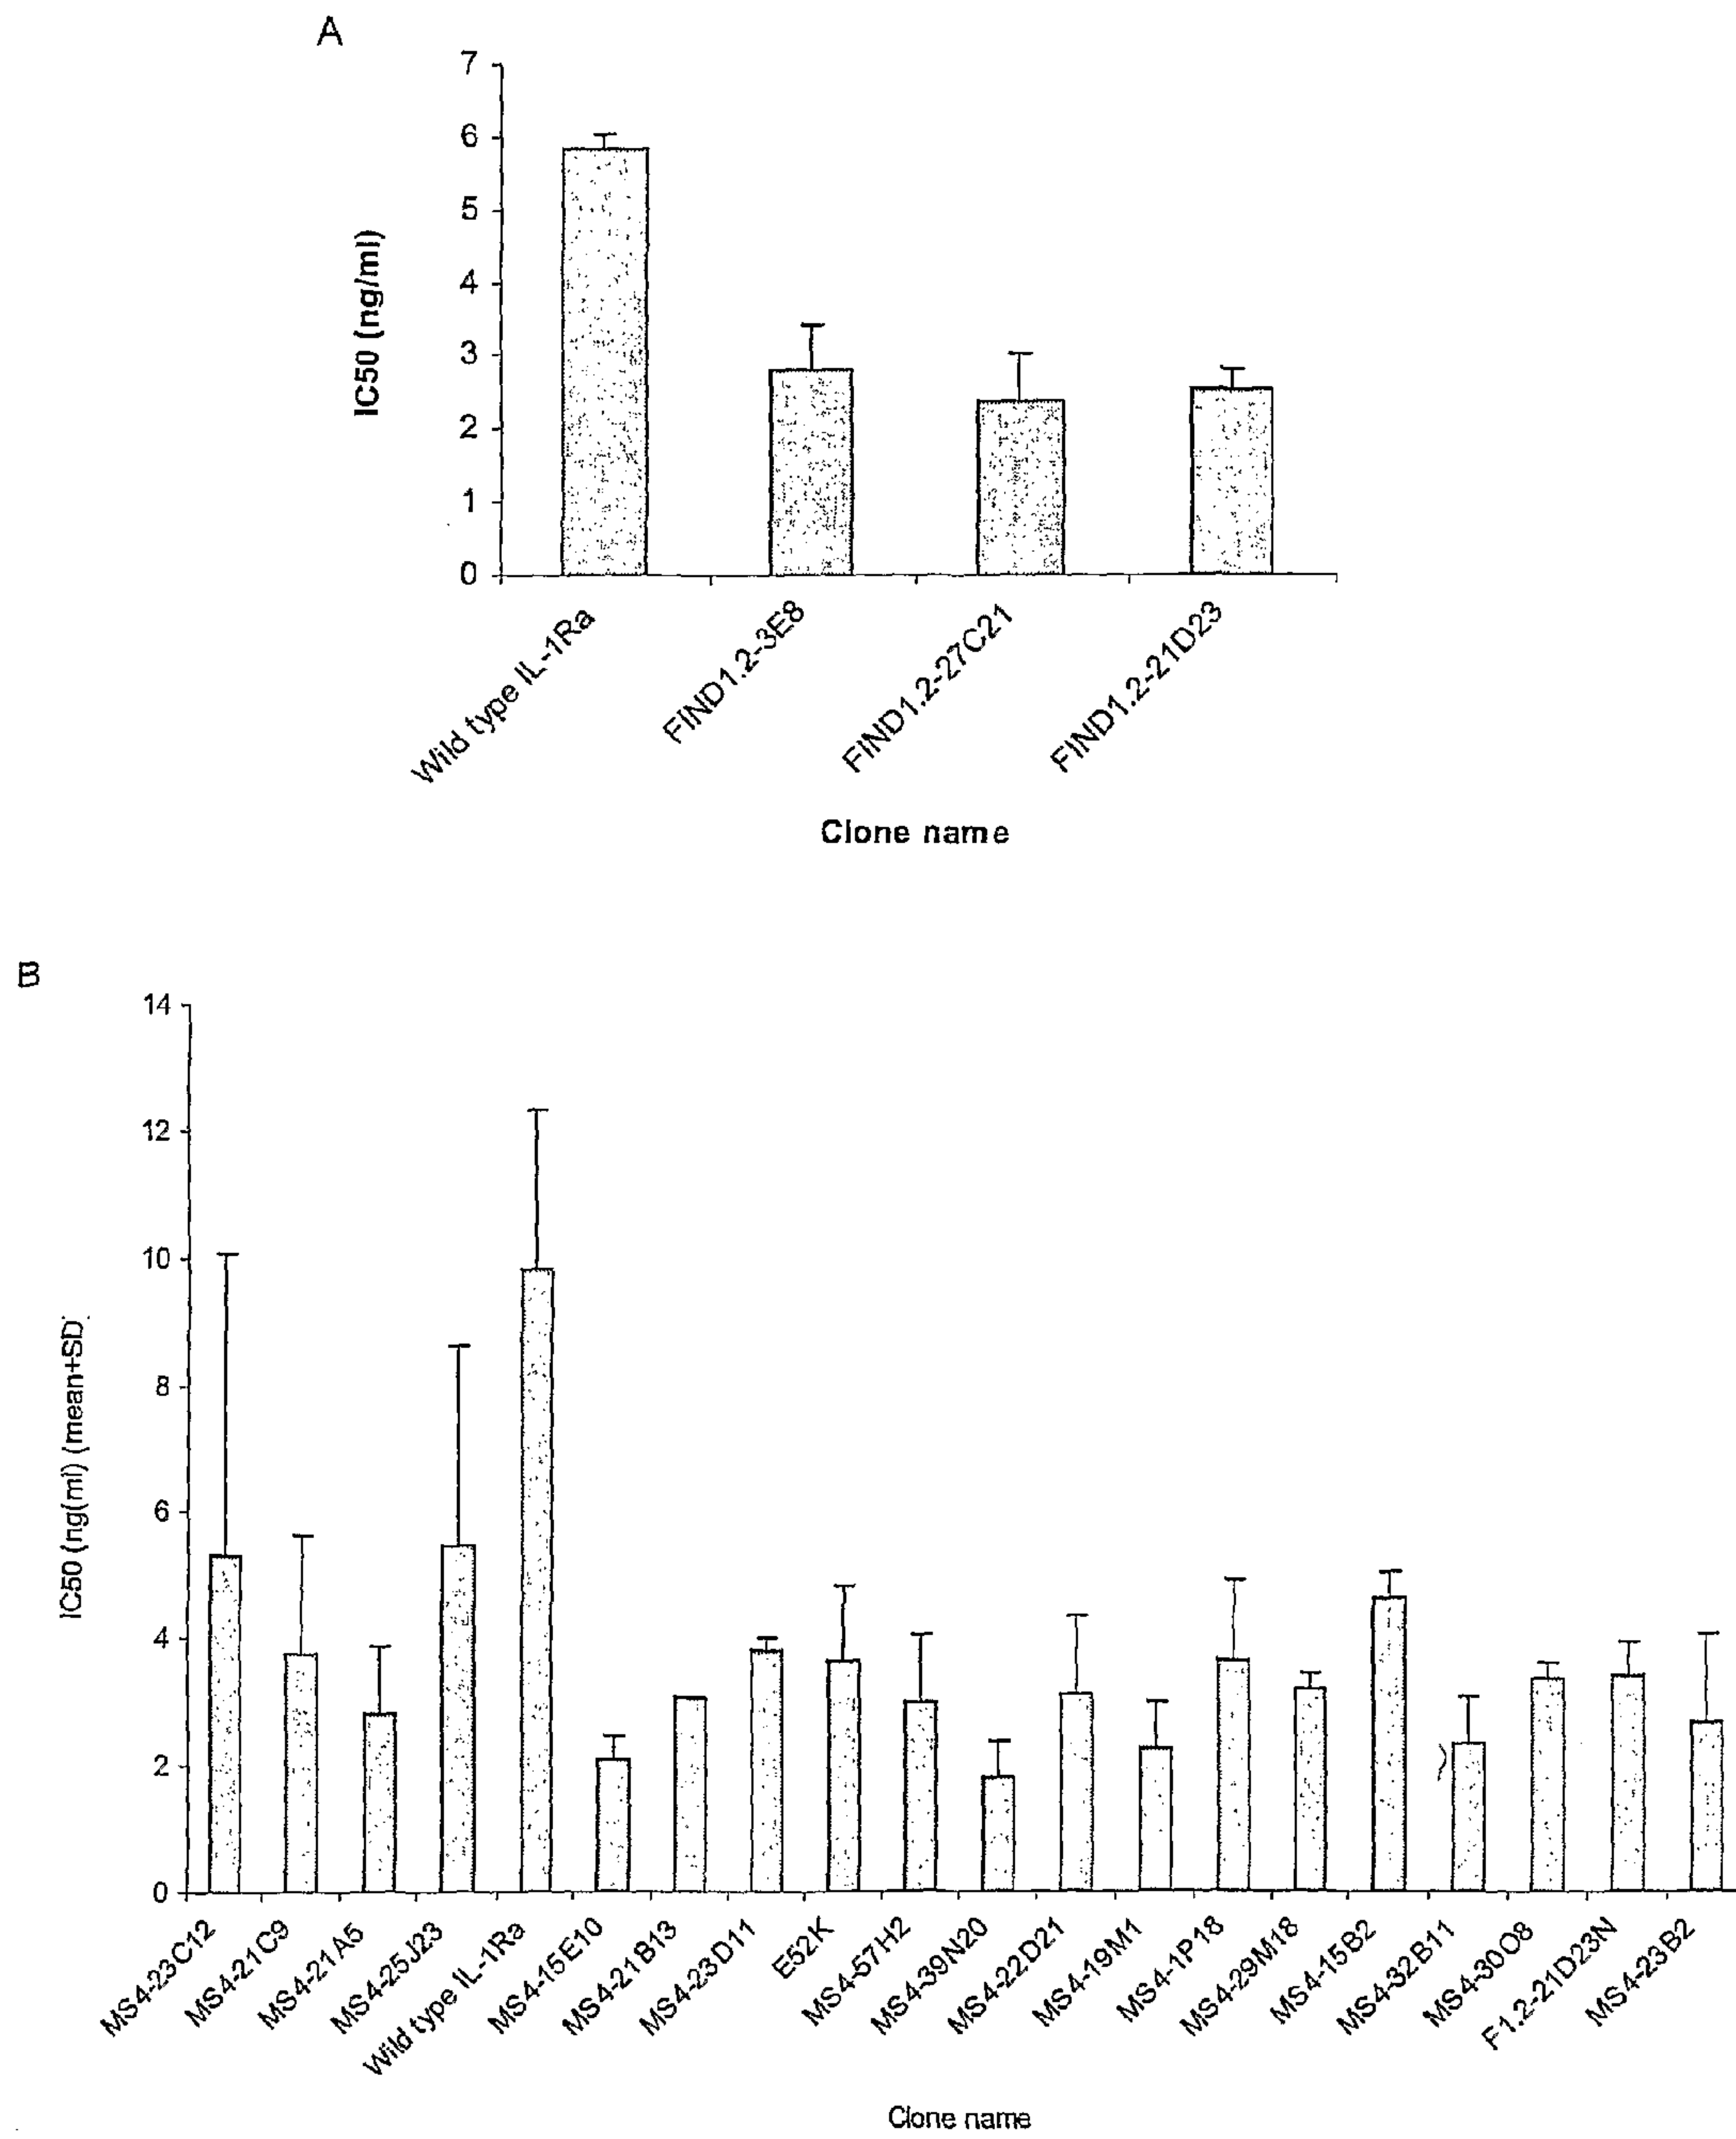 A
7
6
5
4
3
2
1
0
IC50 (ng/ml)
Wild type IL-1Ra
FIND1.2-3E8
FIND1.2-27C21
FIND1.2-21D23
Clone name
B
14
12
10
8
6
4
2
0
IC50 (ng(ml) (mean+SD
MS4-23C12
MS4-21C9
MS4-21A5
MS4-25J23
Wild type IL-1Ra
MS4-15E10
MS4-21B13
MS4-23D11
E52K
MS4-57H2
MS4-39N20
MS4-22D21
MS4-19M1
MS4-1P18
MS4-29M18
MS4-15B2
MS4-32B11
MS4-30O8
F1.2-21D23N
MS4-23B2
Clone name